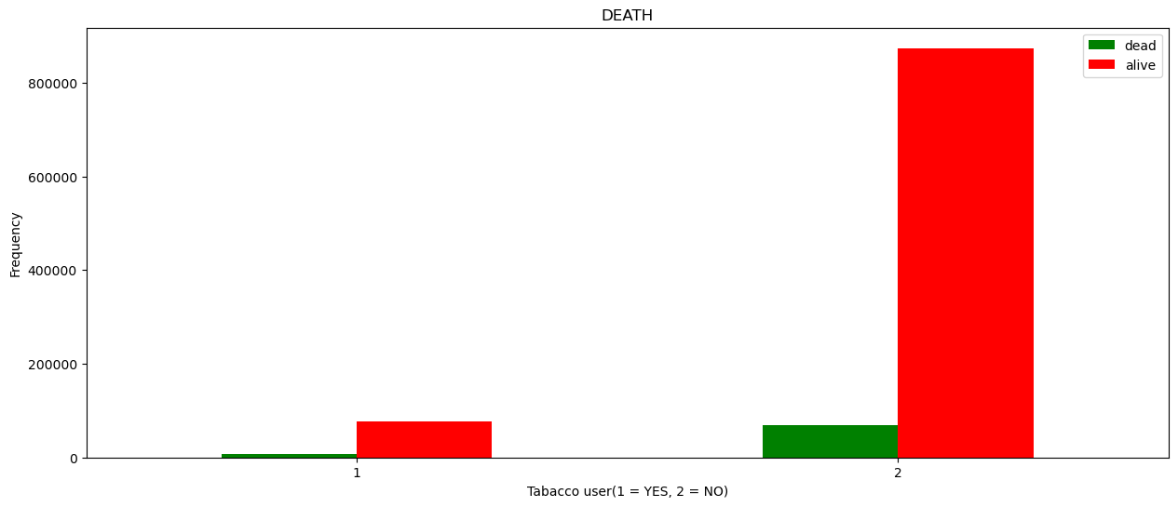 DEATH
dead
alive
800000
600000
400000
200000
0
Frequency
1
2
Tabacco user(1 = YES, 2 = NO)